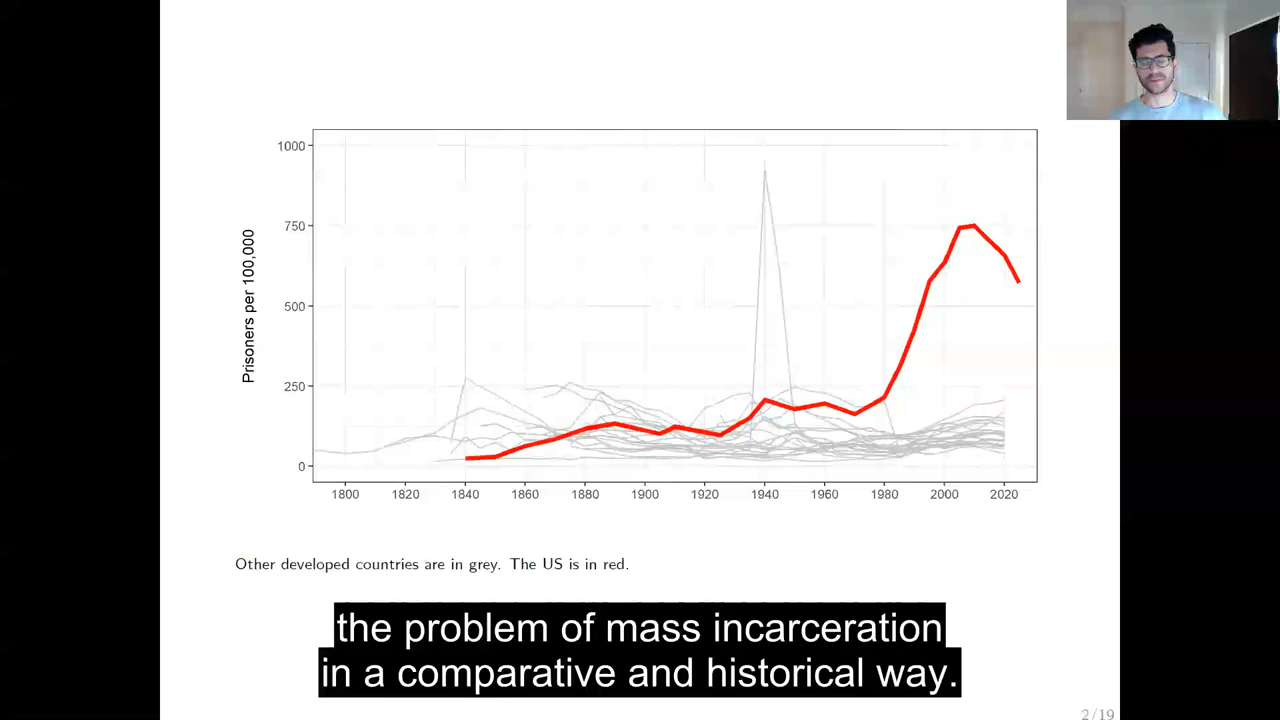 1000
750
500
250
0
Prisoners per 100,000
1800 1820 1840 1860 1880 1900 1920 1940 1960 1980 2000 2020
Other developed countries are in grey. The US is in red.
the problem of mass incarceration
in a comparative and historical way.
2/19